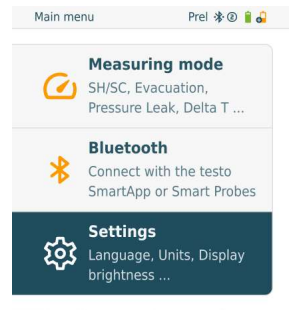 Main menu Prel ②
Measuring mode
SH/SC, Evacuation,
Pressure Leak, Delta T ...
Bluetooth
Connect with the testo
SmartApp or Smart Probes
Settings
Language, Units, Display
brightness ...